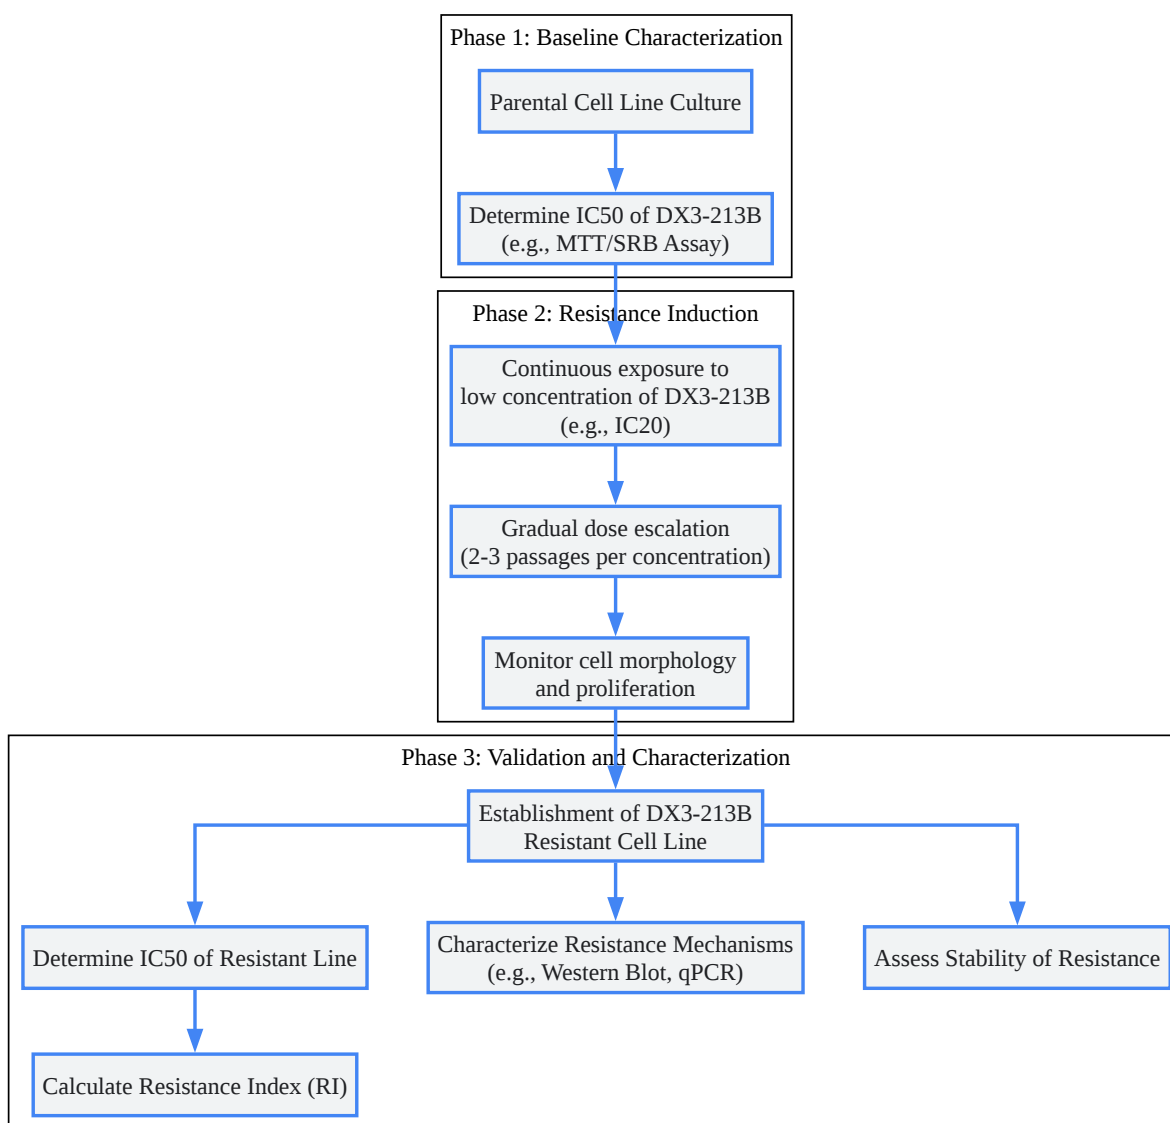 Phase 1: Baseline Characterization
Parental Cell Line Culture
Determine IC50 of DX3-213B
(e.g., MTT/SRB Assay)
Phase 2: Resistance Induction
Continuous exposure to
low concentration of DX3-213B
(e.g., IC20)
Gradual dose escalation
(2-3 passages per concentration)
Monitor cell morphology
and proliferation
Phase 3: Validation and Characterization
Establishment of DX3-213B
Resistant Cell Line
Determine IC50 of Resistant Line
Characterize Resistance Mechanisms
(e.g., Western Blot, qPCR)
Assess Stability of Resistance
Calculate Resistance Index (RI)